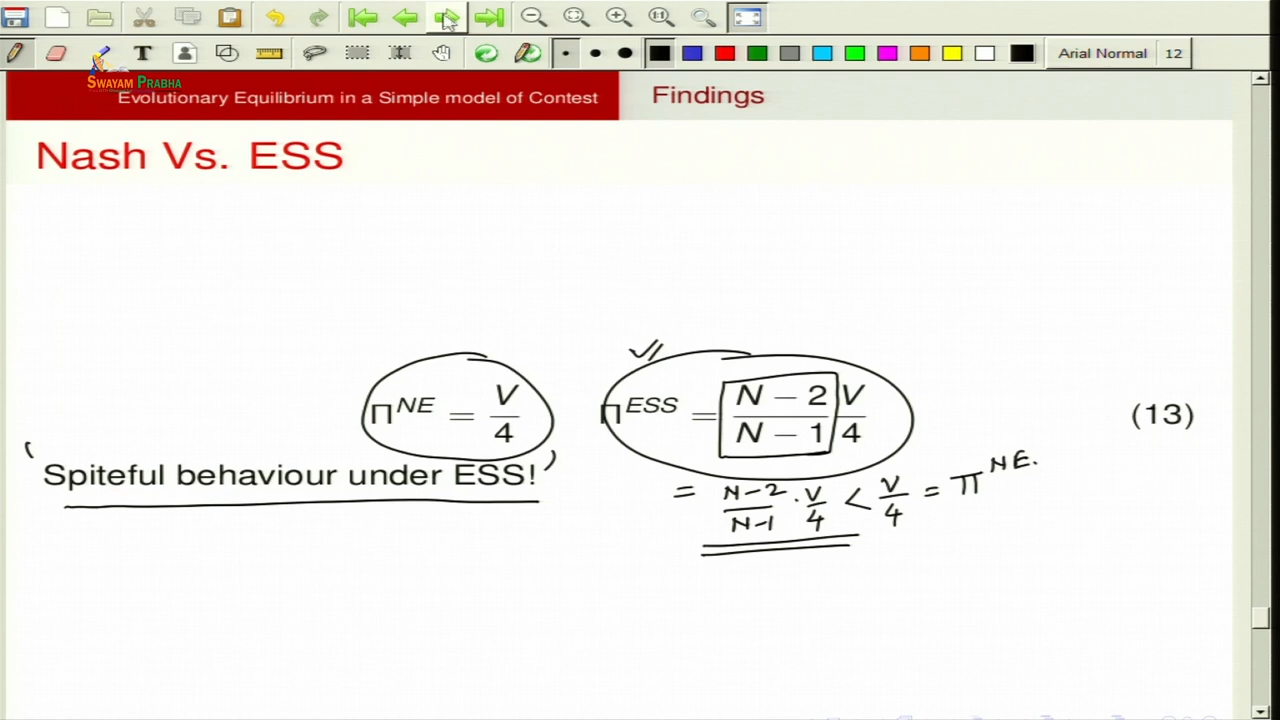 Arial Normal 12
SWAYAM PRABHA
Evolutionary Equilibrium in a Simple model of Contest
Findings
Nash Vs. ESS
Π^NE = V/4 Π^ESS = (N − 2)/(N − 1) V/4 (13)
Spiteful behaviour under ESS!
= (N-2)/(N-1) . V/4 < V/4 = Π^NE.